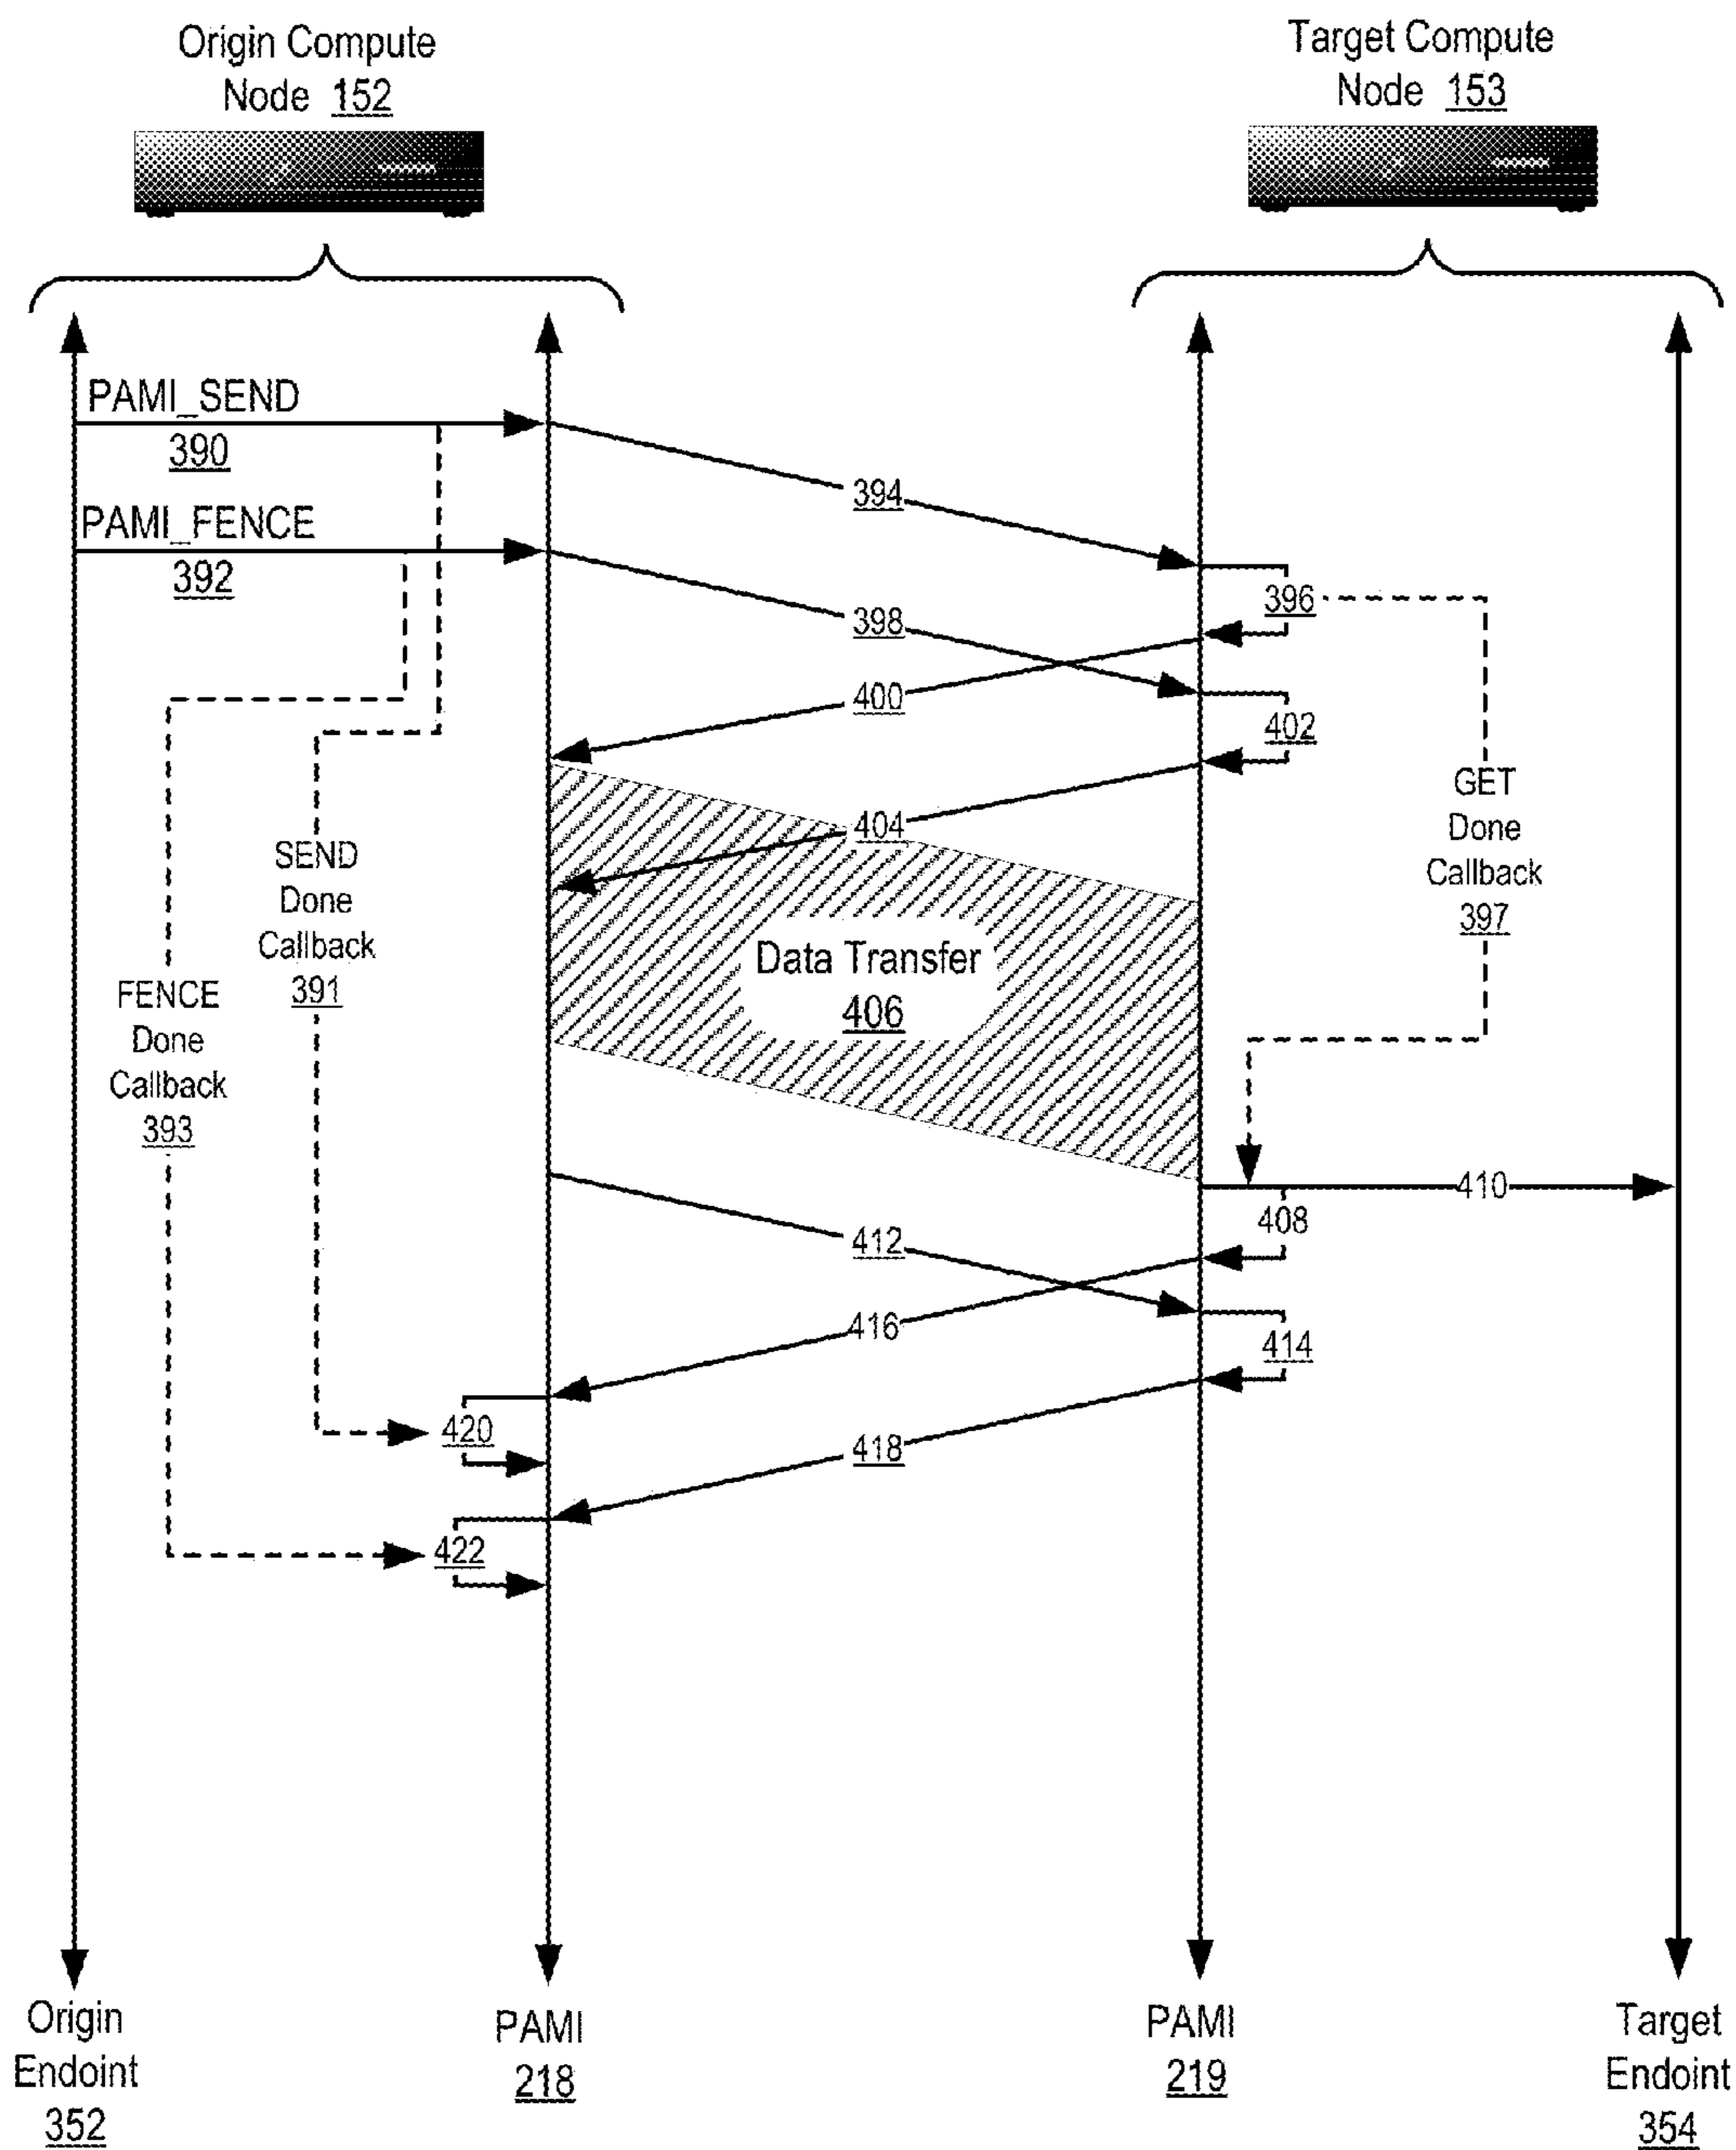 Origin Compute
Node 152
Target Compute
Node 153
PAMI_SEND
390
394
PAMI_FENCE
392
396
398
400
402
GET
Done
Callback
397
404
SEND
Done
Callback
391
Data Transfer
406
FENCE
Done
Callback
393
410
408
412
416
414
420
418
422
Origin
Endoint
352
PAMI
218
PAMI
219
Target
Endoint
354